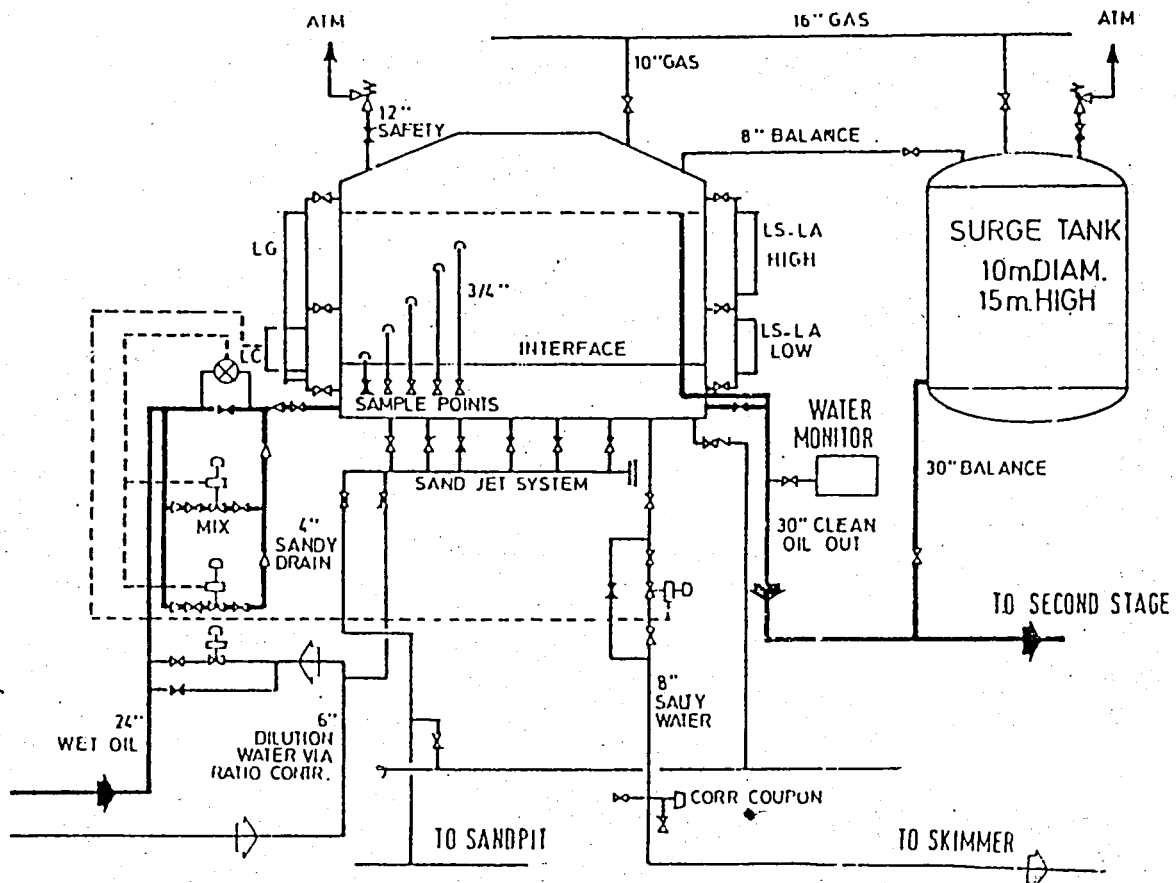 ATM
16" GAS
ATM
10" GAS
12"
SAFETY
8" BALANCE
LG
LS-LA
HIGH
SURGE TANK
10m DIAM.
15m. HIGH
3/4"
LC
INTERFACE
LS-LA
LOW
SAMPLE POINTS
WATER
MONITOR
SAND JET SYSTEM
30" BALANCE
MIX
4"
SANDY
DRAIN
30" CLEAN
OIL OUT
TO SECOND STAGE
8"
SALTY
WATER
24"
WET OIL
6"
DILUTION
WATER VIA
RATIO CONTR.
CORR COUPON
TO SANDPIT
TO SKIMMER